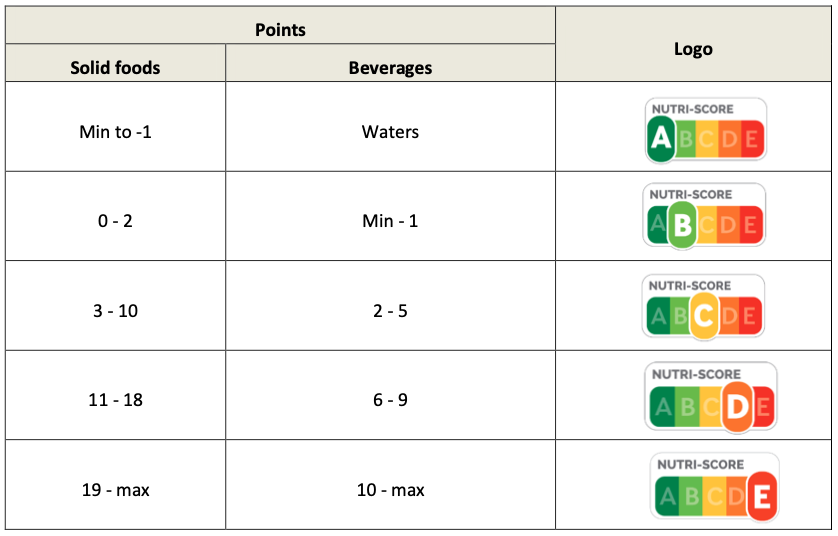 Points
Logo
Solid foods
Beverages
Min to -1
Waters
NUTRI-SCORE
A B C D E
0 - 2
Min - 1
NUTRI-SCORE
A B C D E
3 - 10
2 - 5
NUTRI-SCORE
A B C D E
11 - 18
6 - 9
NUTRI-SCORE
A B C D E
19 - max
10 - max
NUTRI-SCORE
A B C D E